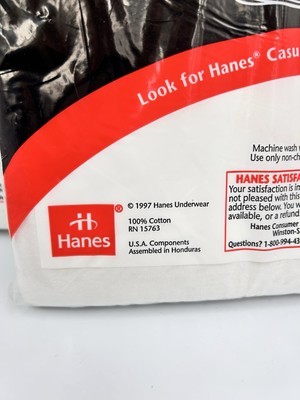 Look for Hanes® Casu
Machine wash
Use only non-ch
HANES SATISFA
Your satisfaction is im
not pleased with this
address below. You w
available, or a refund
Hanes Consumer
Winston-S
Questions? 1-800-994-43
® © 1997 Hanes Underwear
100% Cotton
RN 15763
U.S.A. Components
Assembled in Honduras
H
Hanes